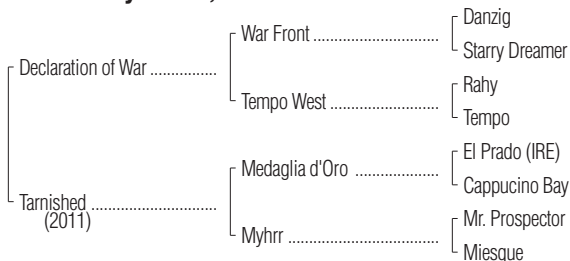 War Front
Danzig
Starry Dreamer
Declaration of War
Tempo West
Rahy
Tempo
Medaglia d'Oro
El Prado (IRE)
Cappucino Bay
Tarnished
(2011)
Myhrr
Mr. Prospector
Miesque